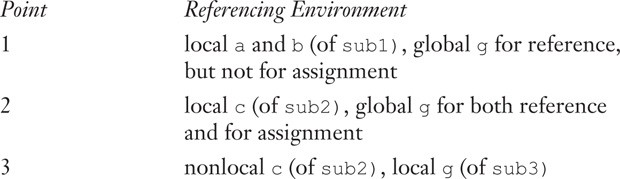 Point Referencing Environment
1 local a and b (of sub1), global g for reference,
but not for assignment
2 local c (of sub2), global g for both reference
and for assignment
3 nonlocal c (of sub2), local g (of sub3)